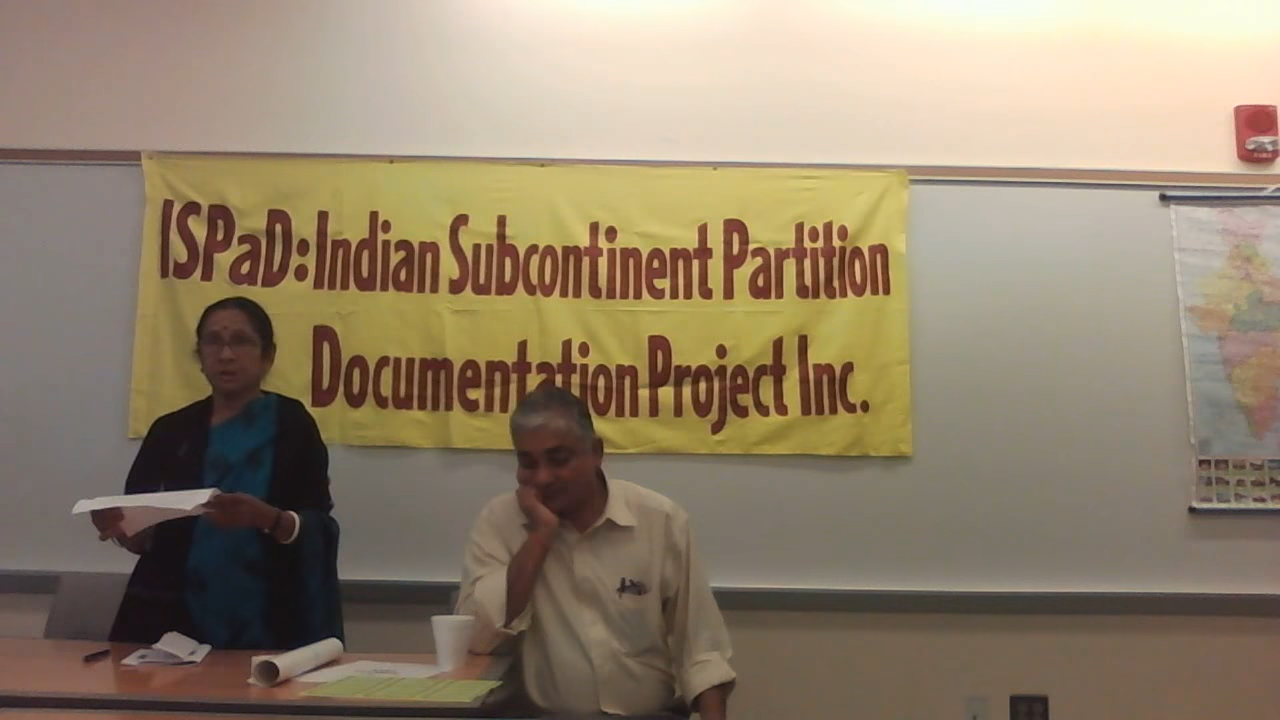 ISPaD: Indian Subcontinent Partition
Documentation Project Inc.